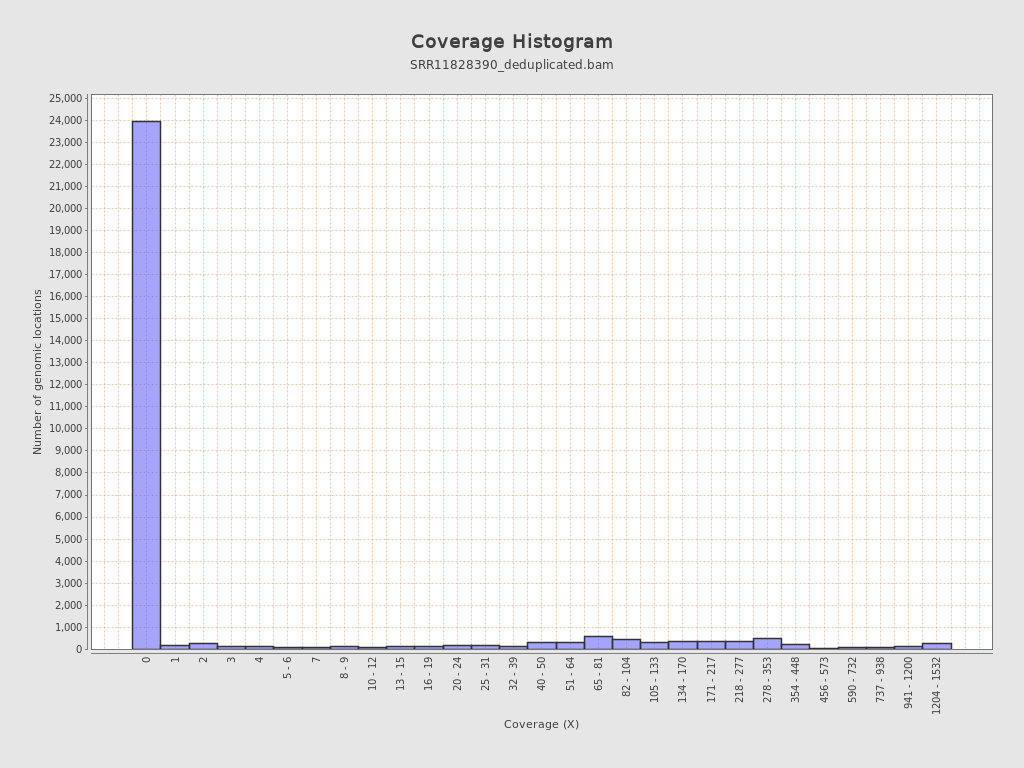 Coverage Histogram
SRR11828390_deduplicated.bam
25,000
24,000
23,000
22,000
21,000
20,000
19,000
18,000
17,000
16,000
15,000
14,000
13,000
12,000
11,000
10,000
9,000
8,000
7,000
6,000
5,000
4,000
3,000
2,000
1,000
0
Number of genomic locations
0
1
2
3
4
5 - 6
7
8 - 9
10 - 12
13 - 15
16 - 19
20 - 24
25 - 31
32 - 39
40 - 50
51 - 64
65 - 81
82 - 104
105 - 133
134 - 170
171 - 217
218 - 277
278 - 353
354 - 448
456 - 573
590 - 732
737 - 938
941 - 1200
1204 - 1532
Coverage (X)